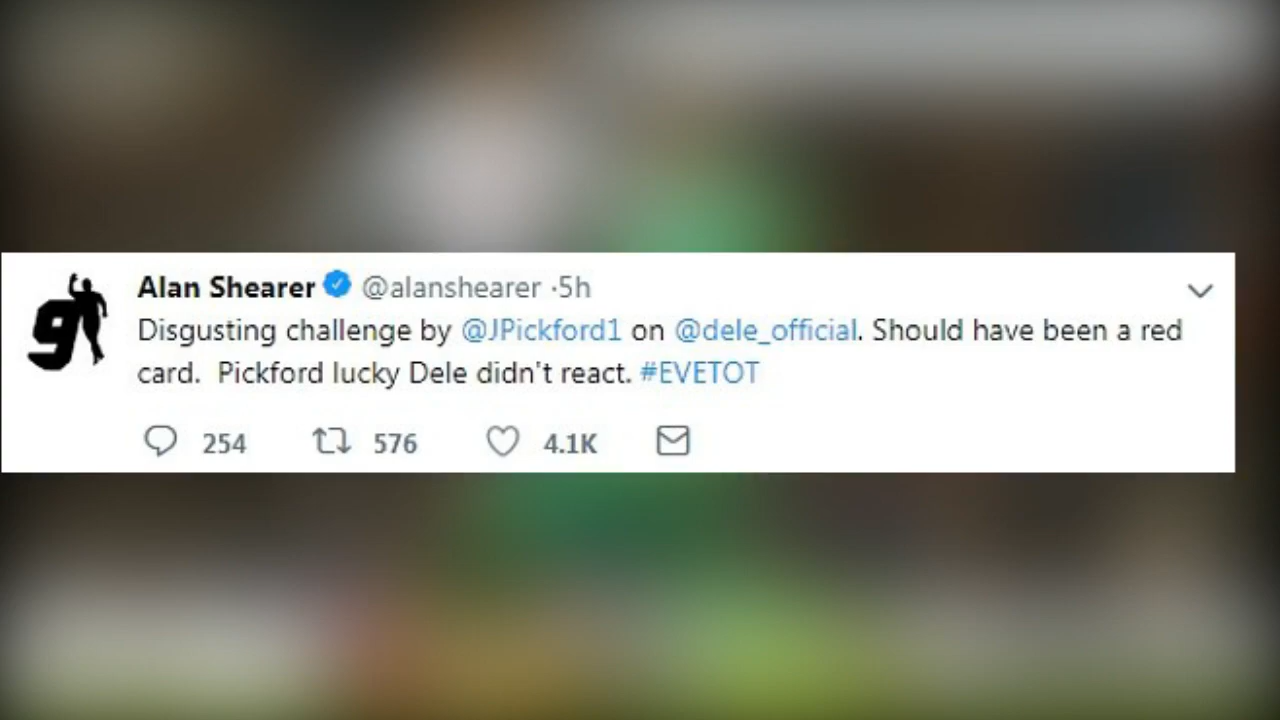 9
Alan Shearer @alanshearer ·5h
Disgusting challenge by @JPickford1 on @dele_official. Should have been a red
card.  Pickford lucky Dele didn't react. #EVETOT
254 576 4.1K